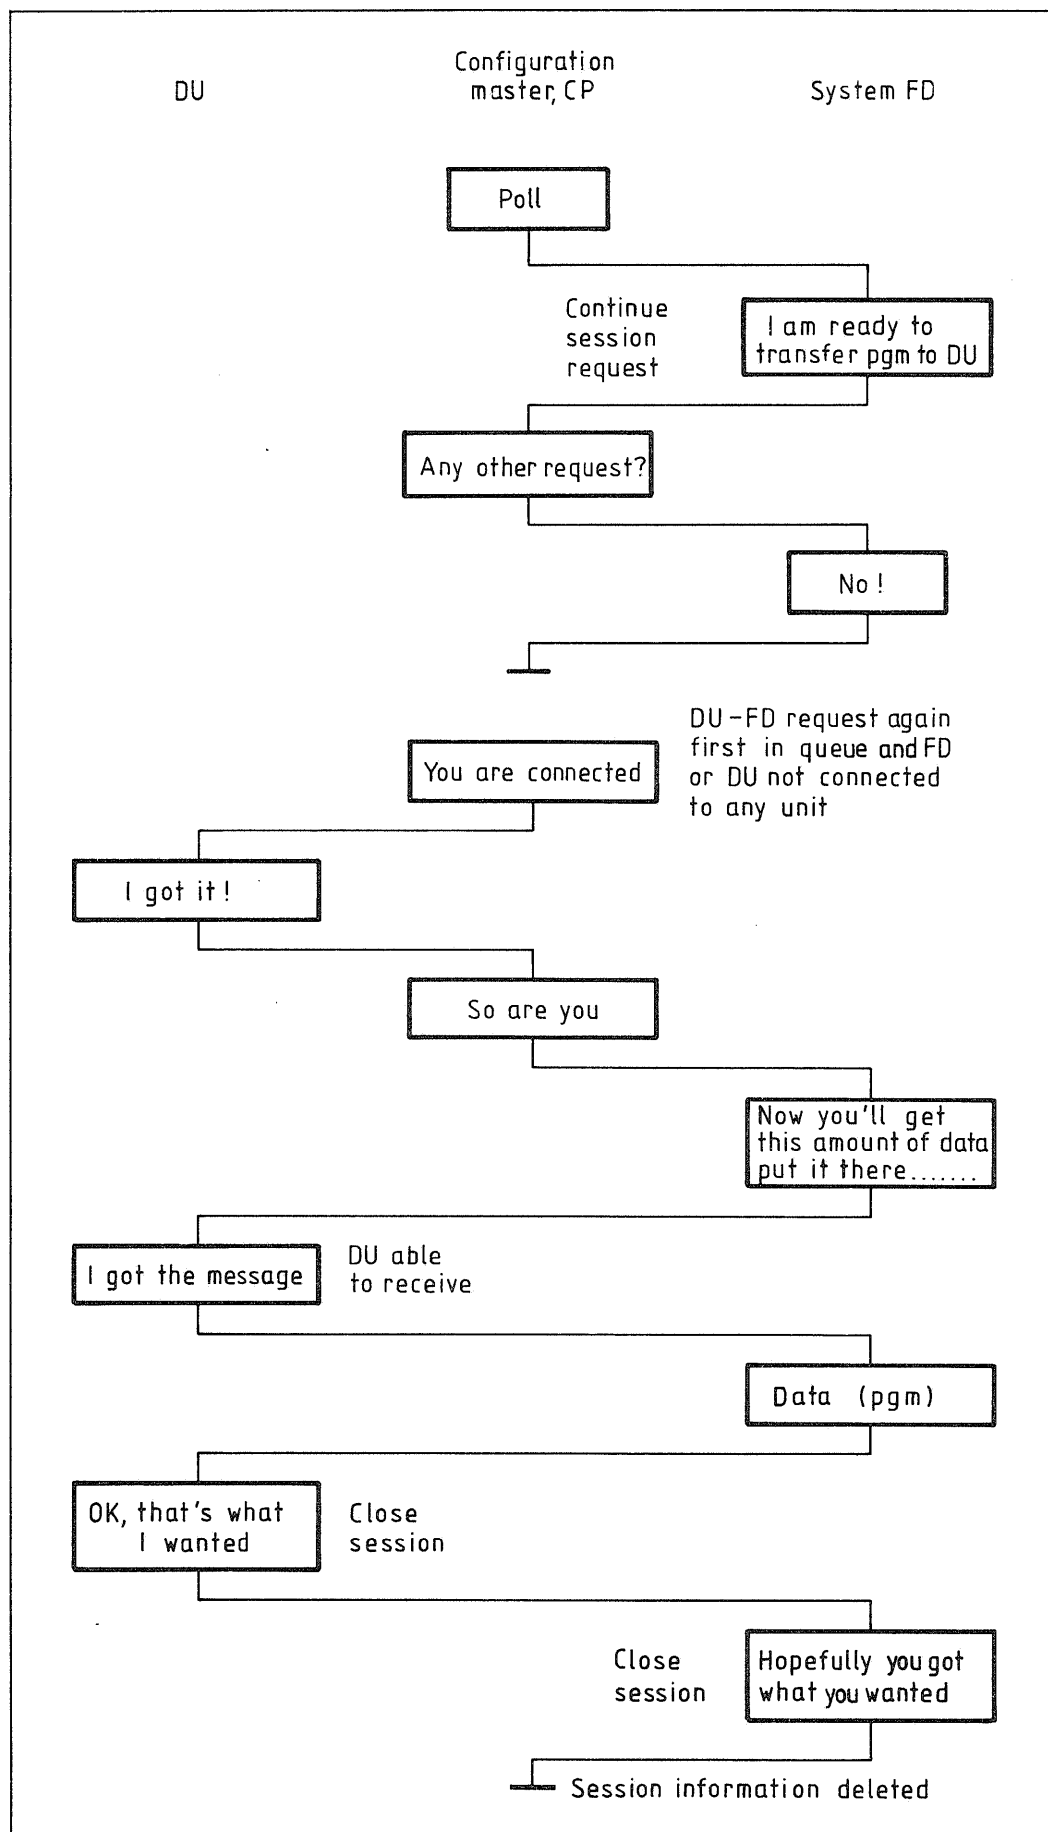 DU
Configuration
master, CP
System FD
Poll
Continue
session
request
I am ready to
transfer pgm to DU
Any other request?
No !
DU-FD request again
first in queue and FD
or DU not connected
to any unit
You are connected
I got it !
So are you
Now you'll get
this amount of data
put it there.......
I got the message
DU able
to receive
Data (pgm)
OK, that's what
I wanted
Close
session
Close
session
Hopefully you got
what you wanted
Session information deleted